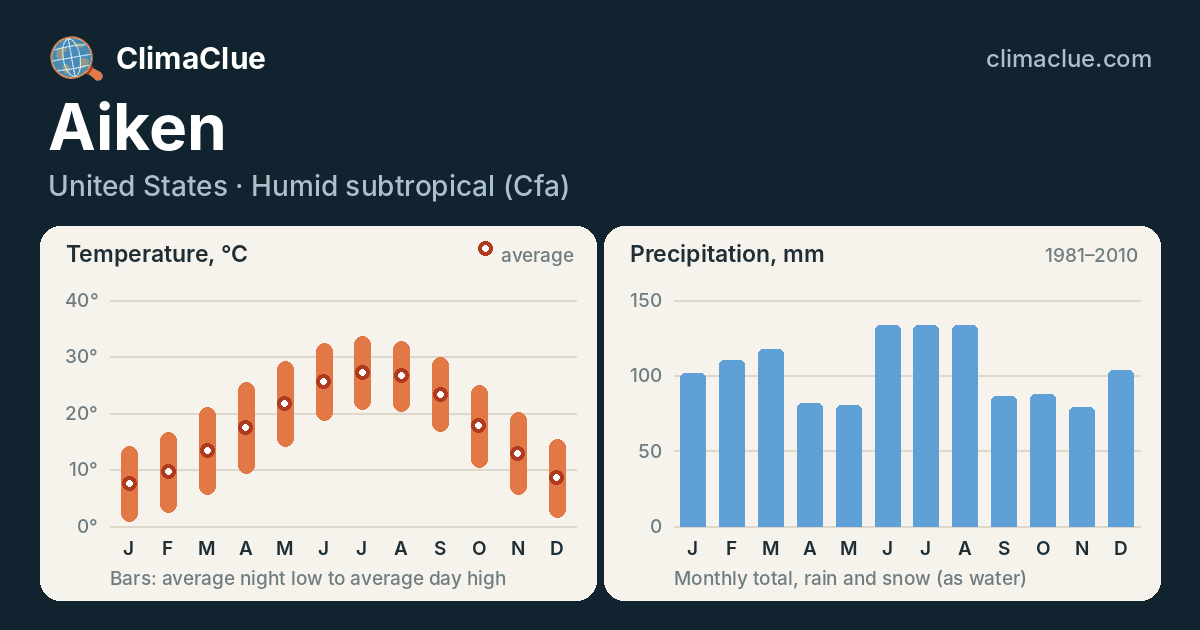 ClimaClue
climaclue.com
Aiken
United States · Humid subtropical (Cfa)
Temperature, °C
average
40°
30°
20°
10°
0°
J F M A M J J A S O N D
Bars: average night low to average day high
Precipitation, mm
1981–2010
150
100
50
0
J F M A M J J A S O N D
Monthly total, rain and snow (as water)